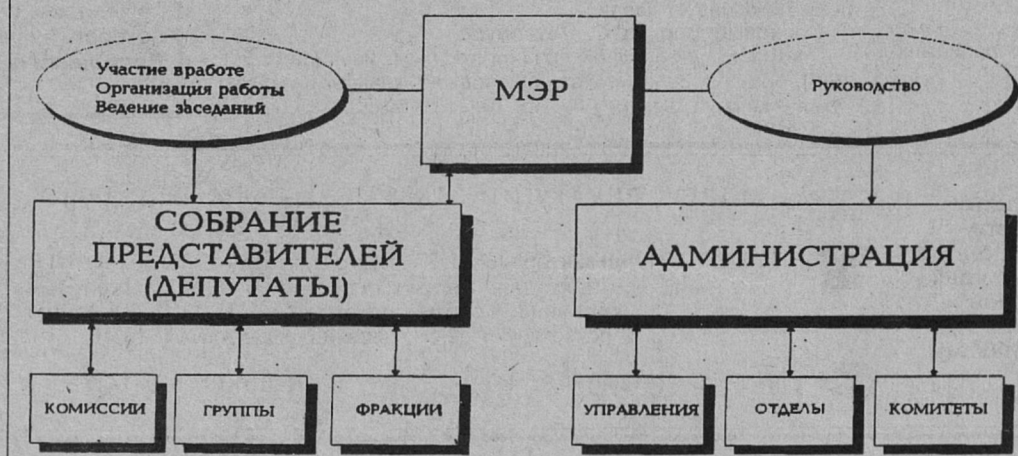 Участие вработе
Организация работы
Ведение заседаний
МЭР
Руководство
СОБРАНИЕ
ПРЕДСТАВИТЕЛЕЙ
(ДЕПУТАТЫ)
АДМИНИСТРАЦИЯ
КОМИССИИ
ГРУППЫ
ФРАКЦИИ
УПРАВЛЕНИЯ
ОТДЕЛЫ
КОМИТЕТЫ